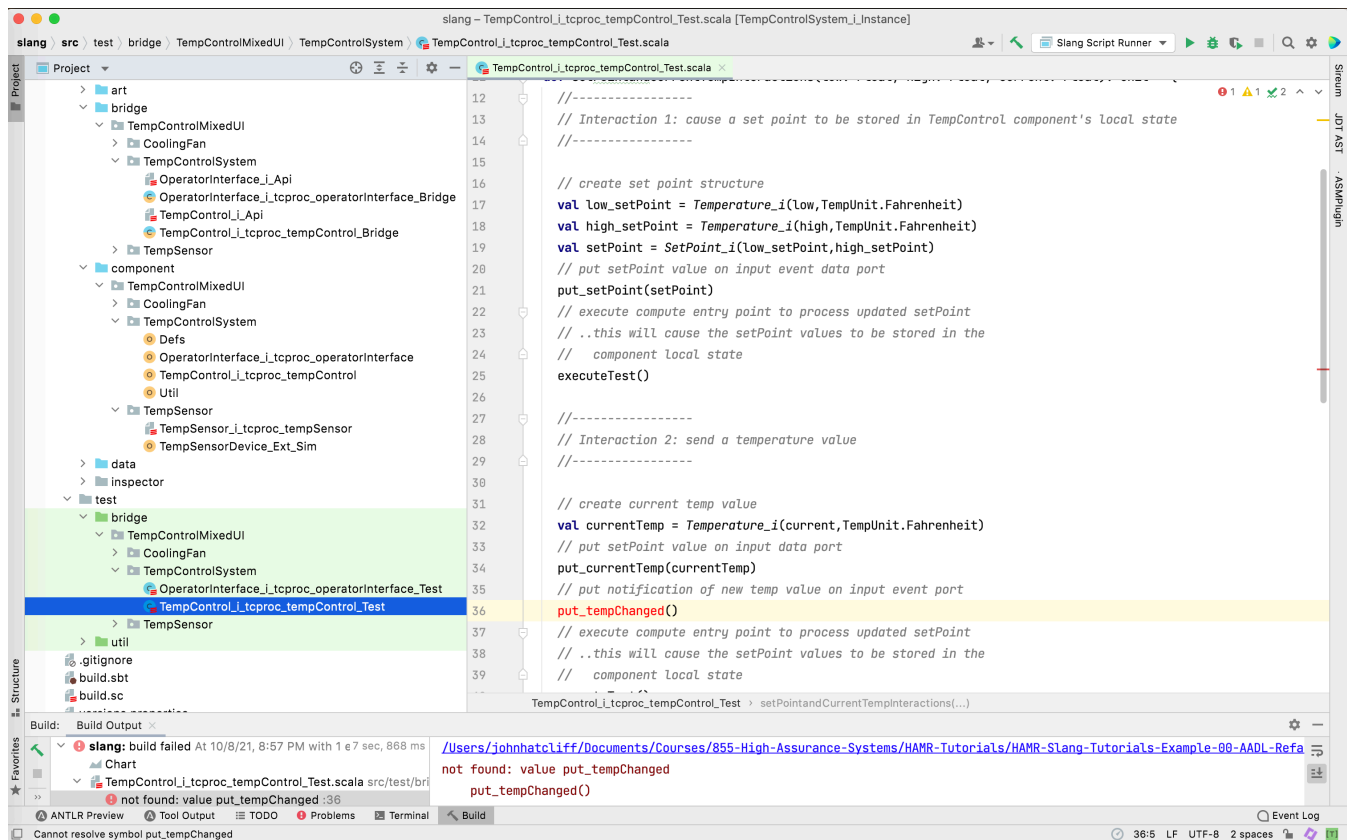 slang – TempControl_i_tcproc_tempControl_Test.scala [TempControlSystem_i_Instance]
slang 〉 src 〉 test 〉 bridge 〉 TempControlMixedUI 〉 TempControlSystem 〉 TempControl_i_tcproc_tempControl_Test.scala
Slang Script Runner
Project
TempControl_i_tcproc_tempControl_Test.scala
Project
Structure
Favorites
Sireum
JDT AST
ASMPlugin
art
bridge
TempControlMixedUI
CoolingFan
TempControlSystem
OperatorInterface_i_Api
OperatorInterface_i_tcproc_operatorInterface_Bridge
TempControl_i_Api
TempControl_i_tcproc_tempControl_Bridge
TempSensor
component
TempControlMixedUI
CoolingFan
TempControlSystem
Defs
OperatorInterface_i_tcproc_operatorInterface
TempControl_i_tcproc_tempControl
Util
TempSensor
TempSensor_i_tcproc_tempSensor
TempSensorDevice_Ext_Sim
data
inspector
test
bridge
TempControlMixedUI
CoolingFan
TempControlSystem
OperatorInterface_i_tcproc_operatorInterface_Test
TempControl_i_tcproc_tempControl_Test
TempSensor
util
.gitignore
build.sbt
build.sc
1 1 2
12 //-----------------
13 // Interaction 1: cause a set point to be stored in TempControl component's local state
14 //-----------------
15
16 // create set point structure
17 val low_setPoint = Temperature_i(low,TempUnit.Fahrenheit)
18 val high_setPoint = Temperature_i(high,TempUnit.Fahrenheit)
19 val setPoint = SetPoint_i(low_setPoint,high_setPoint)
20 // put setPoint value on input event data port
21 put_setPoint(setPoint)
22 // execute compute entry point to process updated setPoint
23 // ..this will cause the setPoint values to be stored in the
24 //   component local state
25 executeTest()
26
27 //-----------------
28 // Interaction 2: send a temperature value
29 //-----------------
30
31 // create current temp value
32 val currentTemp = Temperature_i(current,TempUnit.Fahrenheit)
33 // put setPoint value on input data port
34 put_currentTemp(currentTemp)
35 // put notification of new temp value on input event port
36 put_tempChanged()
37 // execute compute entry point to process updated setPoint
38 // ..this will cause the setPoint values to be stored in the
39 //   component local state
TempControl_i_tcproc_tempControl_Test › setPointandCurrentTempInteractions(...)
Build: Build Output
slang: build failed At 10/8/21, 8:57 PM with 1 e 7 sec, 868 ms
Chart
TempControl_i_tcproc_tempControl_Test.scala src/test/bri
not found: value put_tempChanged :36
/Users/johnhatcliff/Documents/Courses/855-High-Assurance-Systems/HAMR-Tutorials/HAMR-Slang-Tutorials-Example-00-AADL-Refa
not found: value put_tempChanged
put_tempChanged()
ANTLR Preview Tool Output TODO Problems Terminal Build Event Log
Cannot resolve symbol put_tempChanged 36:5 LF UTF-8 2 spaces